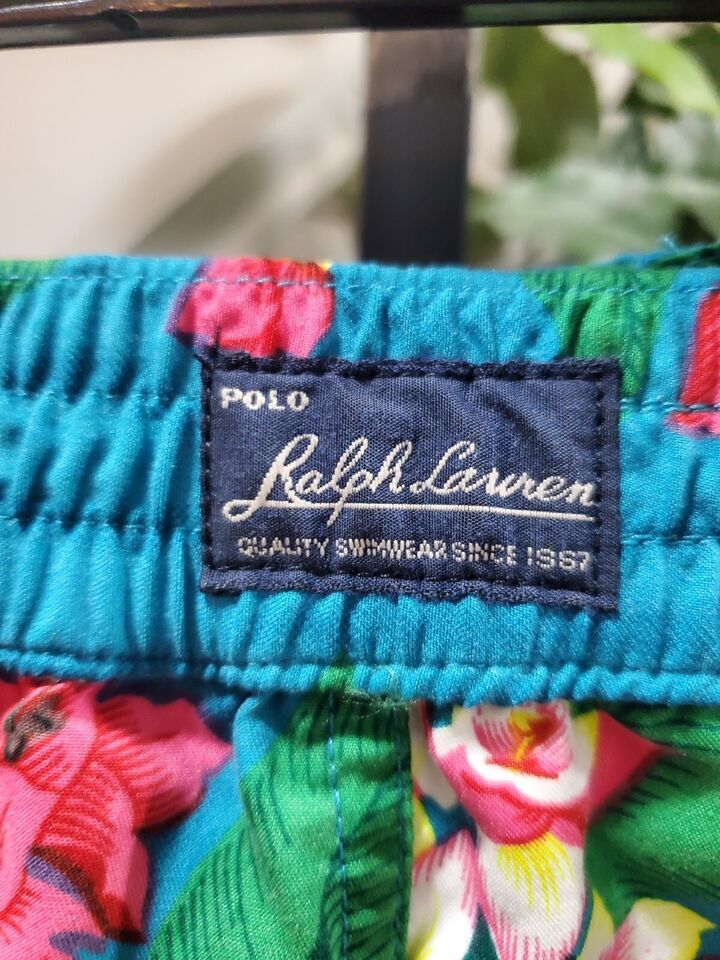 POLO
Ralph Lauren
QUALITY SWIMWEAR SINCE 1967